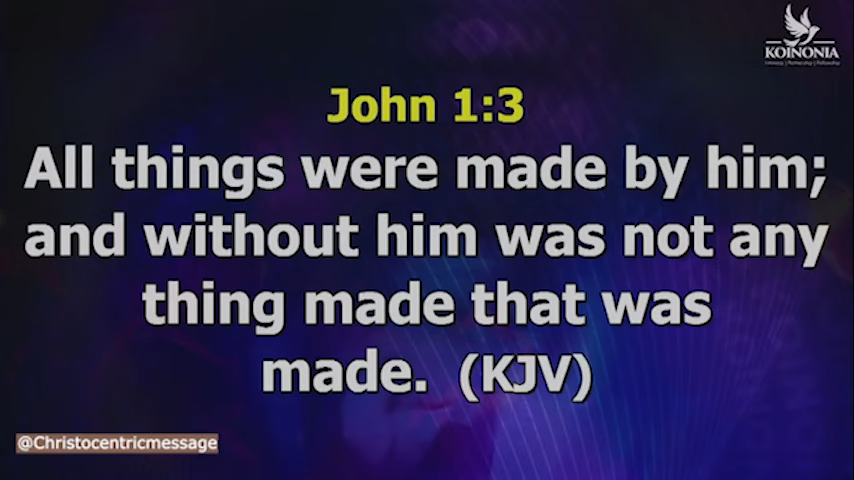 KOINONIA
John 1:3
All things were made by him;
and without him was not any
thing made that was
made. (KJV)
@Christocentricmessage